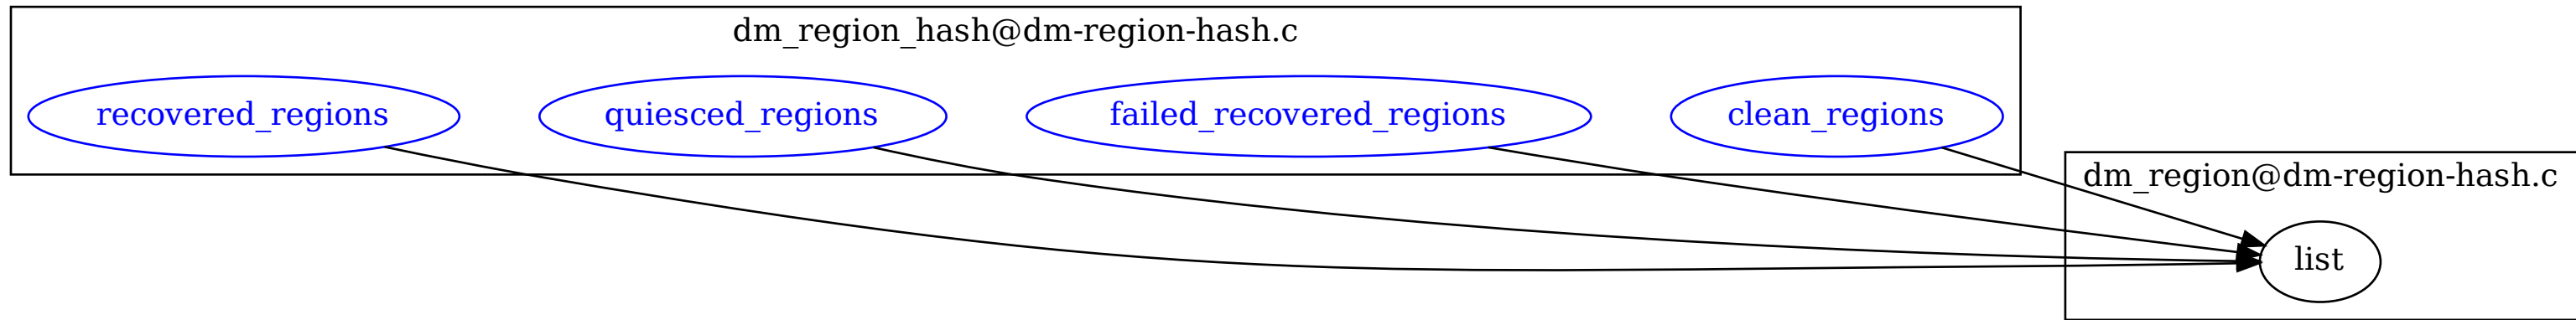 dm_region_hash@dm-region-hash.c
recovered_regions
quiesced_regions
failed_recovered_regions
clean_regions
dm_region@dm-region-hash.c
list